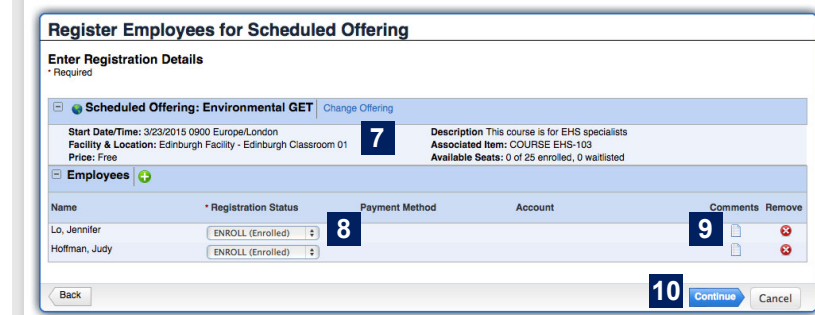 Register Employees for Scheduled Offering
Enter Registration Details
* Required
Scheduled Offering: Environmental GET Change Offering
Start Date/Time: 3/23/2015 0900 Europe/London
Facility & Location: Edinburgh Facility - Edinburgh Classroom 01
Price: Free
7
Description This course is for EHS specialists
Associated Item: COURSE EHS-103
Available Seats: 0 of 25 enrolled, 0 waitlisted
Employees
Name * Registration Status Payment Method Account Comments Remove
Lo, Jennifer ENROLL (Enrolled) 8 9
Hoffman, Judy ENROLL (Enrolled)
Back 10 Continue Cancel